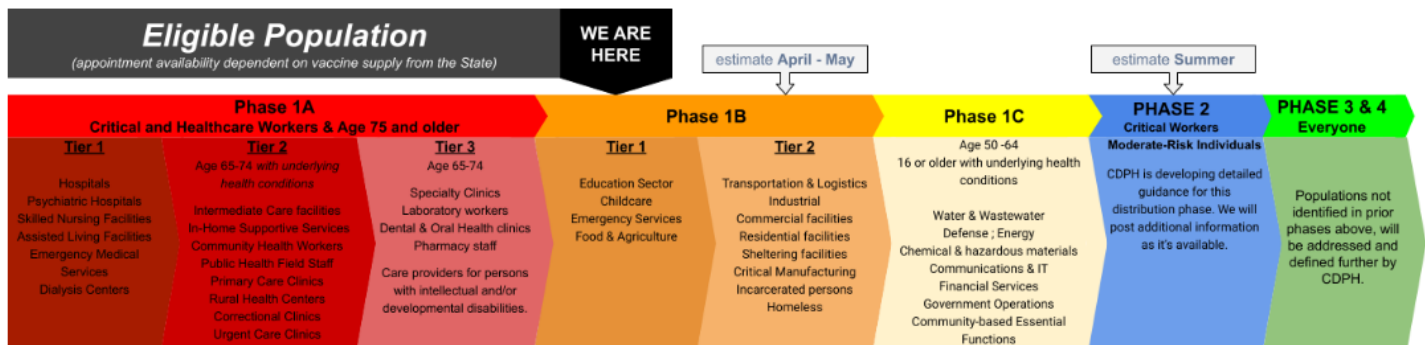 Eligible Population
(appointment availability dependent on vaccine supply from the State)
WE ARE
HERE
estimate April - May
estimate Summer
Phase 1A
Critical and Healthcare Workers & Age 75 and older
Tier 1
Hospitals
Psychiatric Hospitals
Skilled Nursing Facilities
Assisted Living Facilities
Emergency Medical
Services
Dialysis Centers
Tier 2
Age 65-74 with underlying
health conditions
Intermediate Care facilities
In-Home Supportive Services
Community Health Workers
Public Health Field Staff
Primary Care Clinics
Rural Health Centers
Correctional Clinics
Urgent Care Clinics
Tier 3
Age 65-74
Specialty Clinics
Laboratory workers
Dental & Oral Health clinics
Pharmacy staff
Care providers for persons
with intellectual and/or
developmental disabilities.
Phase 1B
Tier 1
Education Sector
Childcare
Emergency Services
Food & Agriculture
Tier 2
Transportation & Logistics
Industrial
Commercial facilities
Residential facilities
Sheltering facilities
Critical Manufacturing
Incarcerated persons
Homeless
Phase 1C
Age 50 -64
16 or older with underlying health
conditions
Water & Wastewater
Defense ; Energy
Chemical & hazardous materials
Communications & IT
Financial Services
Government Operations
Community-based Essential
Functions
PHASE 2
Critical Workers
Moderate-Risk Individuals
CDPH is developing detailed
guidance for this
distribution phase. We will
post additional information
as it's available.
PHASE 3 & 4
Everyone
Populations not
identified in prior
phases above, will
be addressed and
defined further by
CDPH.